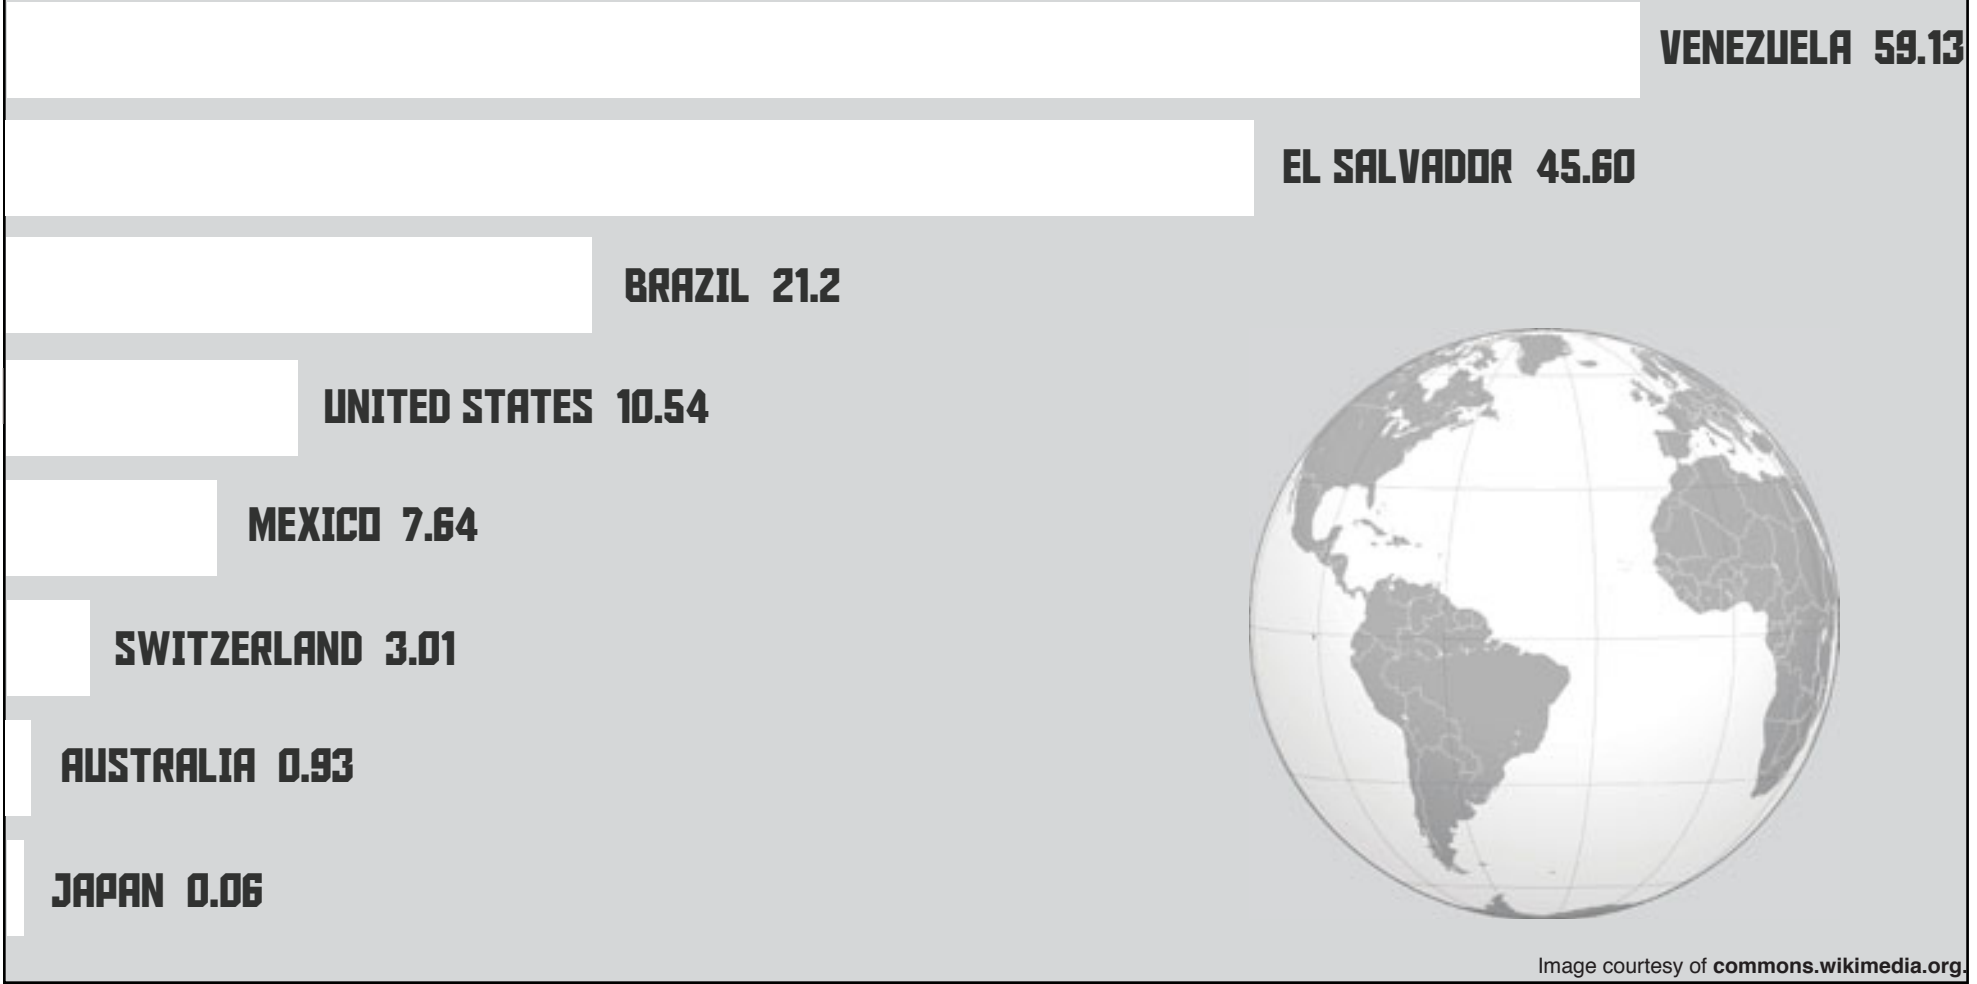 VENEZUELA 59.13
EL SALVADOR 45.60
BRAZIL 21.2
UNITED STATES 10.54
MEXICO 7.64
SWITZERLAND 3.01
AUSTRALIA 0.93
JAPAN 0.06
Image courtesy of commons.wikimedia.org.